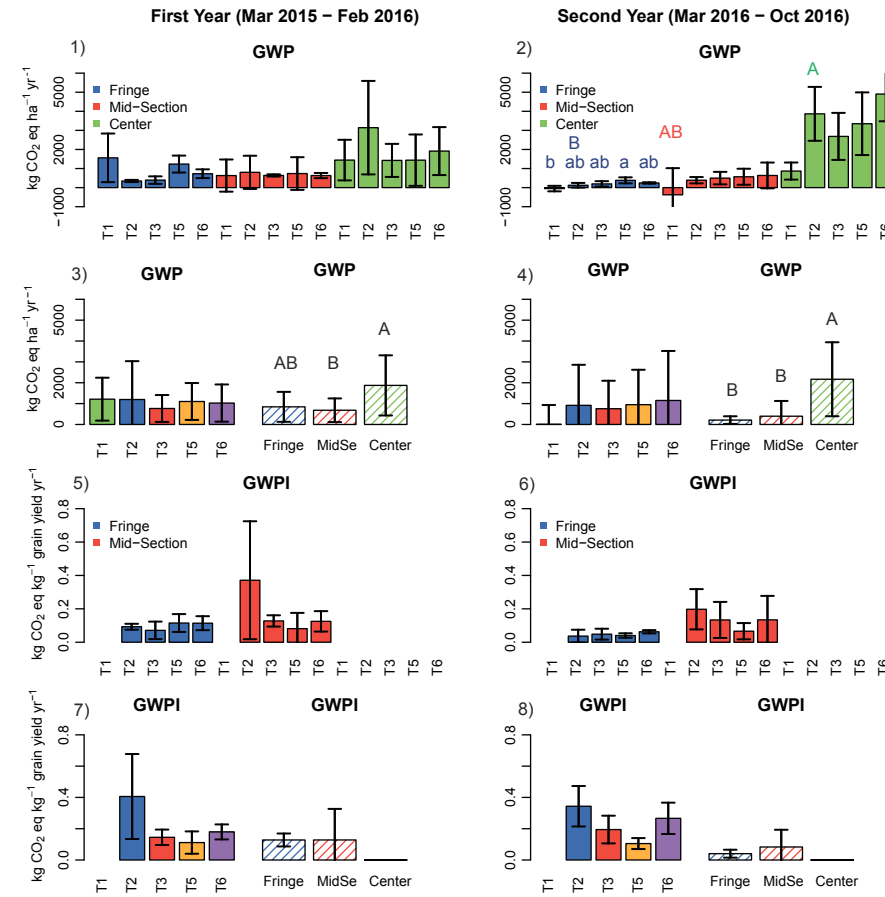 First Year (Mar 2015 − Feb 2016)
Second Year (Mar 2016 − Oct 2016)
1)
GWP
kg CO2 eq ha−1 yr−1
−1000 2000 5000
Fringe
Mid−Section
Center
T1 T2 T3 T5 T6 T1 T2 T3 T5 T6 T1 T2 T3 T5 T6
2)
GWP
−1000 2000 5000
Fringe
Mid−Section
Center
A
AB
B
b ab ab a ab
T1 T2 T3 T5 T6 T1 T2 T3 T5 T6 T1 T2 T3 T5 T6
3)
GWP
GWP
kg CO2 eq ha−1 yr−1
0 2000 5000
AB B A
T1 T2 T3 T5 T6
Fringe MidSe Center
4)
GWP
GWP
0 2000 5000
B B A
T1 T2 T3 T5 T6
Fringe MidSe Center
5)
GWPI
kg CO2 eq kg−1 grain yield yr−1
0.0 0.2 0.4 0.6 0.8
Fringe
Mid−Section
T1 T2 T3 T5 T6 T1 T2 T3 T5 T6 T1 T2 T3 T5 T6
6)
GWPI
0.0 0.2 0.4 0.6 0.8
Fringe
Mid−Section
T1 T2 T3 T5 T6 T1 T2 T3 T5 T6 T1 T2 T3 T5 T6
7)
GWPI
GWPI
kg CO2 eq kg−1 grain yield yr−1
0.0 0.4 0.8
T1 T2 T3 T5 T6
Fringe MidSe Center
8)
GWPI
GWPI
0.0 0.4 0.8
T1 T2 T3 T5 T6
Fringe MidSe Center